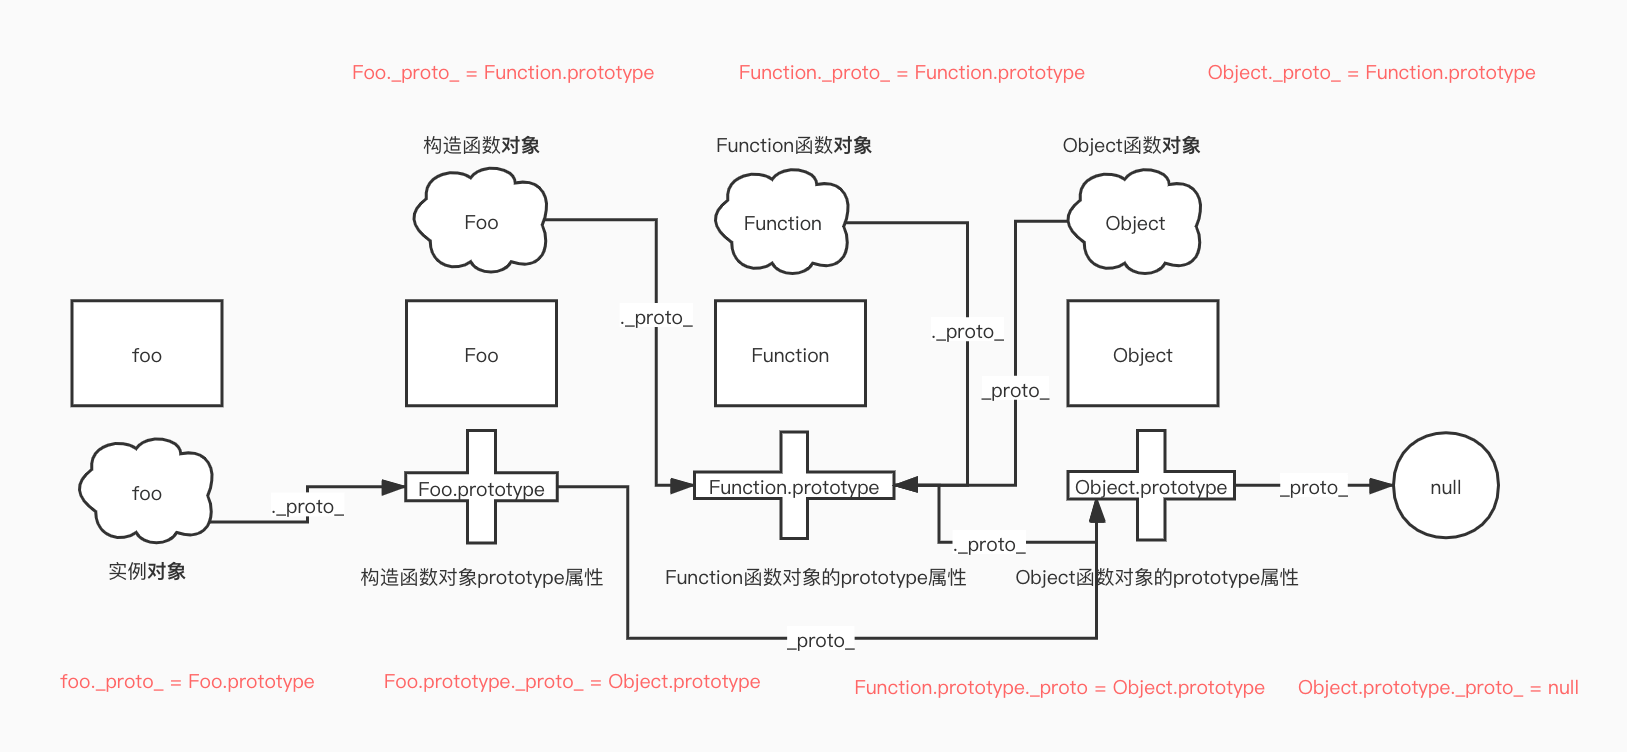 Foo._proto_ = Function.prototype
Function._proto_ = Function.prototype
Object._proto_ = Function.prototype
构造函数对象
Function函数对象
Object函数对象
Foo
Function
Object
._proto_
._proto_
foo
Foo
Function
Object
_proto_
foo
._proto_
Foo.prototype
Function.prototype
Object.prototype
_proto_
null
._proto_
实例对象
构造函数对象prototype属性
Function函数对象的prototype属性
Object函数对象的prototype属性
_proto_
foo._proto_ = Foo.prototype
Foo.prototype._proto_ = Object.prototype
Function.prototype._proto = Object.prototype
Object.prototype._proto_ = null